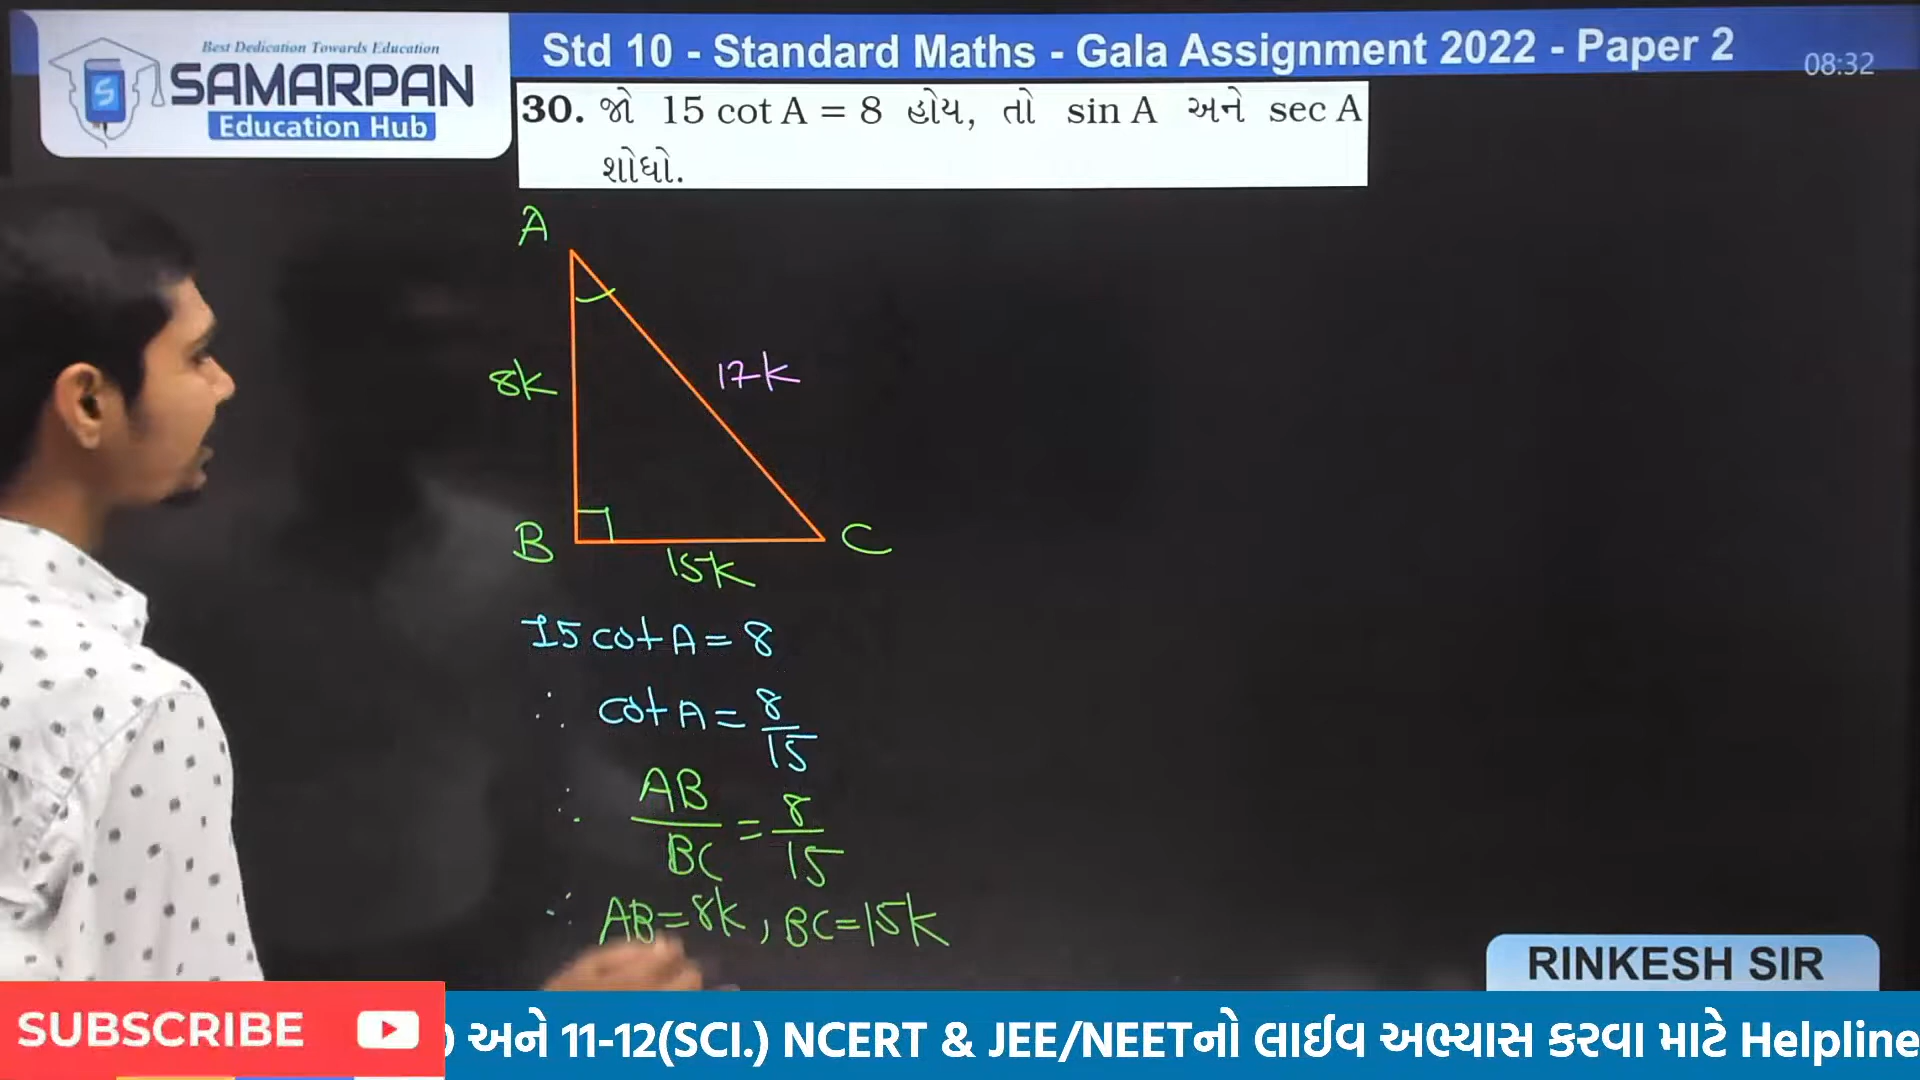 Best Dedication Towards Education
SAMARPAN
Education Hub
Std 10 - Standard Maths - Gala Assignment 2022 - Paper 2
08:32
30. જો 15 cot A = 8 હોય, તો sin A અને sec A
શોધો.
A
8k
17k
B
C
15k
15 cot A = 8
∴ cot A = 8/15
∴ AB/BC = 8/15
∴ AB = 8k, BC = 15k
RINKESH SIR
SUBSCRIBE
અને 11-12(SCI.) NCERT & JEE/NEETનો લાઈવ અભ્યાસ કરવા માટે Helpline